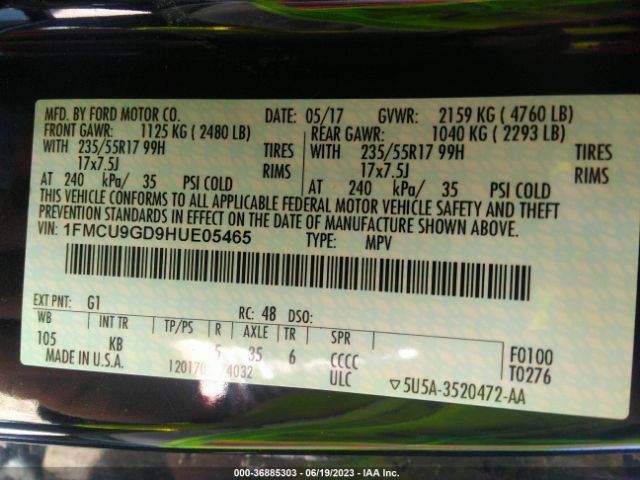 MFD. BY FORD MOTOR CO. DATE: 05/17 GVWR: 2159 KG ( 4760 LB)
FRONT GAWR: 1125 KG ( 2480 LB) REAR GAWR: 1040 KG ( 2293 LB)
WITH 235/55R17 99H TIRES WITH 235/55R17 99H TIRES
17x7.5J RIMS 17x7.5J RIMS
AT 240 kPa/ 35 PSI COLD AT 240 kPa/ 35 PSI COLD
THIS VEHICLE CONFORMS TO ALL APPLICABLE FEDERAL MOTOR VEHICLE SAFETY AND THEFT
PREVENTION STANDARDS IN EFFECT ON THE DATE OF MANUFACTURE SHOWN ABOVE.
VIN: 1FMCU9GD9HUE05465 TYPE: MPV
EXT PNT: G1 RC: 48 DSO:
WB INT TR TP/PS R AXLE TR SPR F0100
105 KB 5 35 6 CCCC T0276
MADE IN U.S.A. 120170 4032 ULC ▽5U5A-3520472-AA
000-36885303 / 06/19/2023 / IAA Inc.